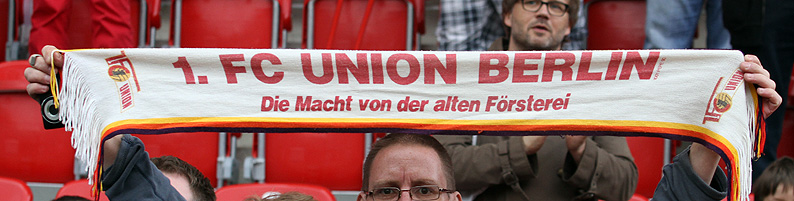 1. FC UNION BERLIN
Die Macht von der alten Försterei